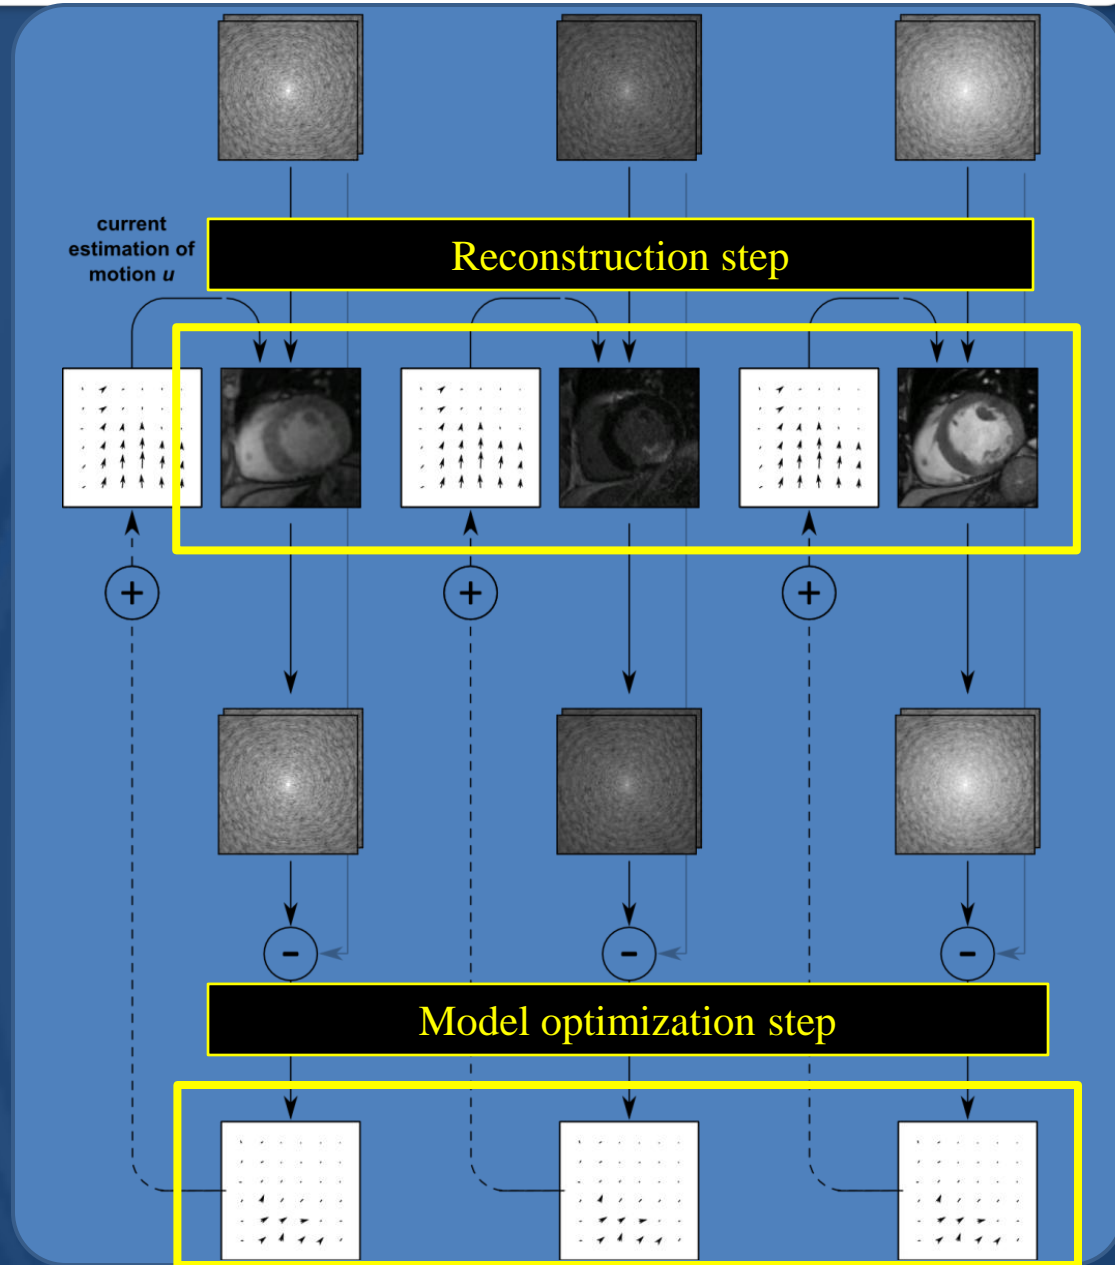 current
estimation of
motion u
Reconstruction step
+
+
+
-
-
-
Model optimization step